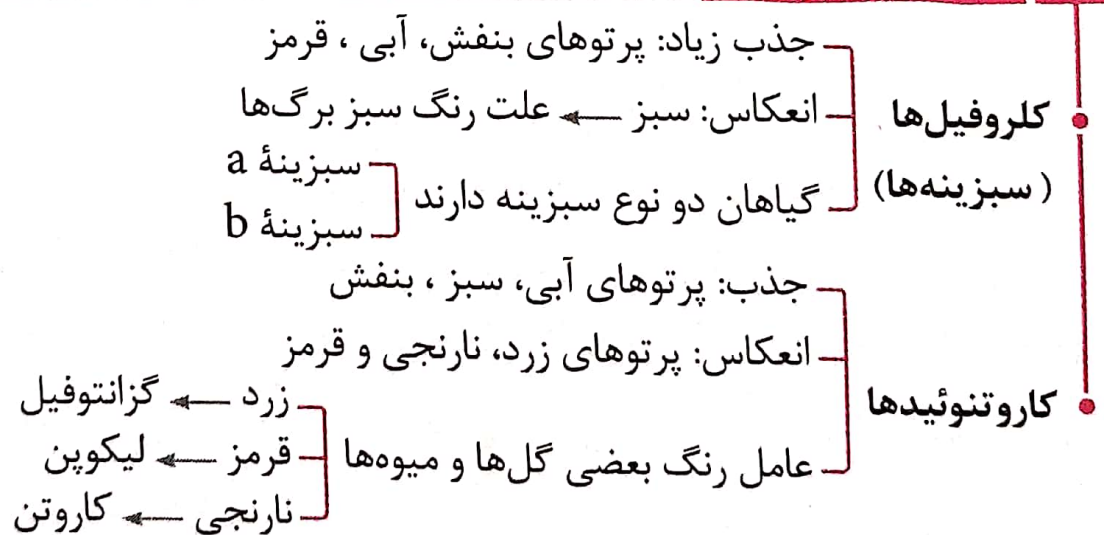 جذب زیاد: پرتوهای بنفش، آبی ، قرمز
کلروفیل‌ها
(سبزینه‌ها)
انعکاس: سبز ← علت رنگ سبز برگ‌ها
گیاهان دو نوع سبزینه دارند
سبزینهٔ a
سبزینهٔ b
کاروتنوئیدها
جذب: پرتوهای آبی، سبز ، بنفش
انعکاس: پرتوهای زرد، نارنجی و قرمز
عامل رنگ بعضی گل‌ها و میوه‌ها
زرد ← گزانتوفیل
قرمز ← لیکوپن
نارنجی ← کاروتن